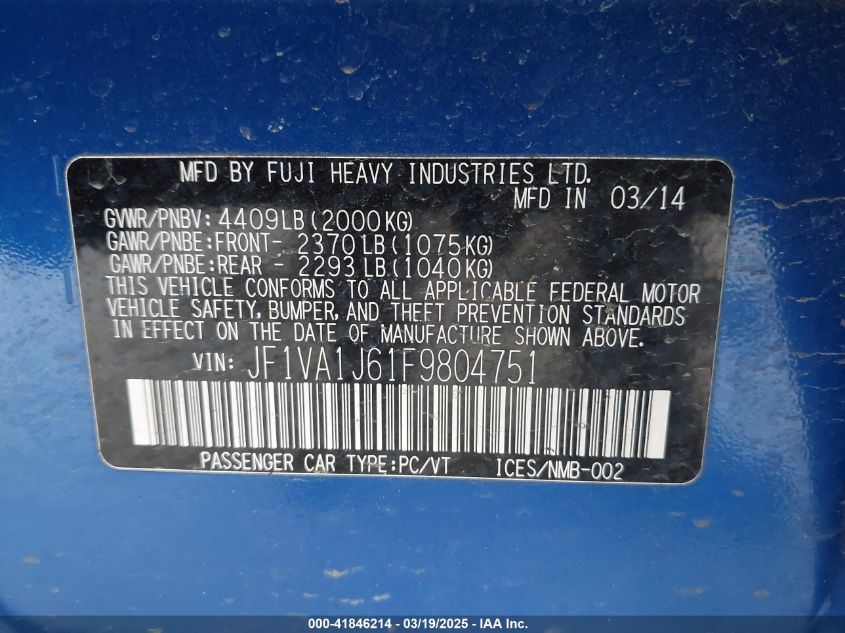 MFD BY FUJI HEAVY INDUSTRIES LTD.
MFD IN 03/14
GVWR/PNBV: 4409LB(2000KG)
GAWR/PNBE:FRONT- 2370LB(1075KG)
GAWR/PNBE:REAR - 2293LB(1040KG)
THIS VEHICLE CONFORMS TO ALL APPLICABLE FEDERAL MOTOR
VEHICLE SAFETY, BUMPER, AND THEFT PREVENTION STANDARDS
IN EFFECT ON THE DATE OF MANUFACTURE SHOWN ABOVE.
VIN: JF1VA1J61F9804751
PASSENGER CAR TYPE:PC/VT ICES/NMB-002
000-41846214 - 03/19/2025 - IAA Inc.